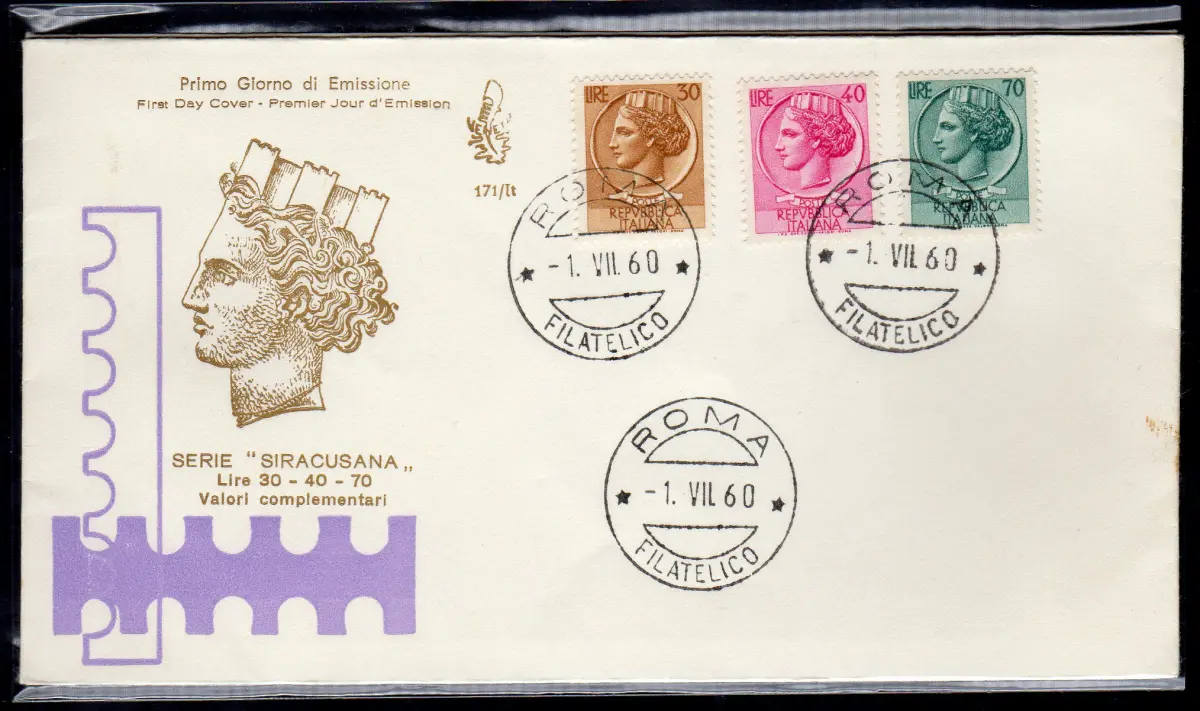 Primo Giorno di Emissione
First Day Cover - Premier Jour d'Emission
171/It
LIRE 30
POSTE
REPVBBLICA
ITALIANA
LIRE 40
POSTE
REPVBBLICA
ITALIANA
LIRE 70
REPVBBLICA
ITALIANA
ROMA
-1. VII. 60
FILATELICO
ROMA
-1. VII. 60
FILATELICO
SERIE "SIRACUSANA„
Lire 30 - 40 - 70
Valori complementari
ROMA
-1. VII. 60
FILATELICO